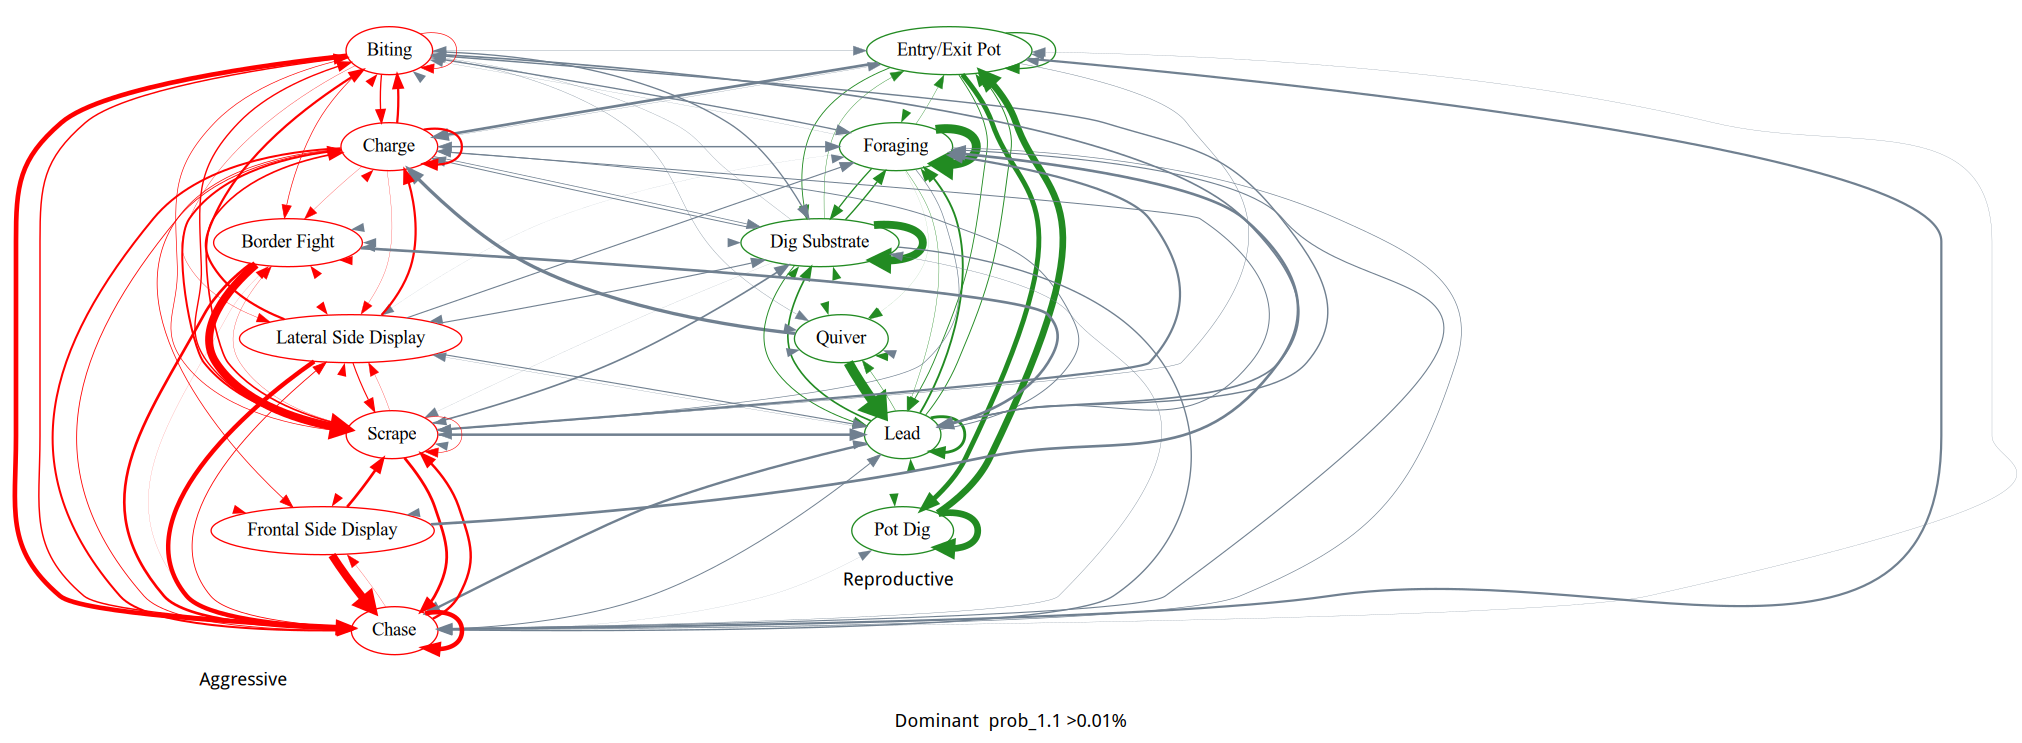 Biting
Entry/Exit Pot
Charge
Foraging
Border Fight
Dig Substrate
Lateral Side Display
Quiver
Scrape
Lead
Frontal Side Display
Pot Dig
Reproductive
Chase
Aggressive
Dominant prob_1.1 >0.01%